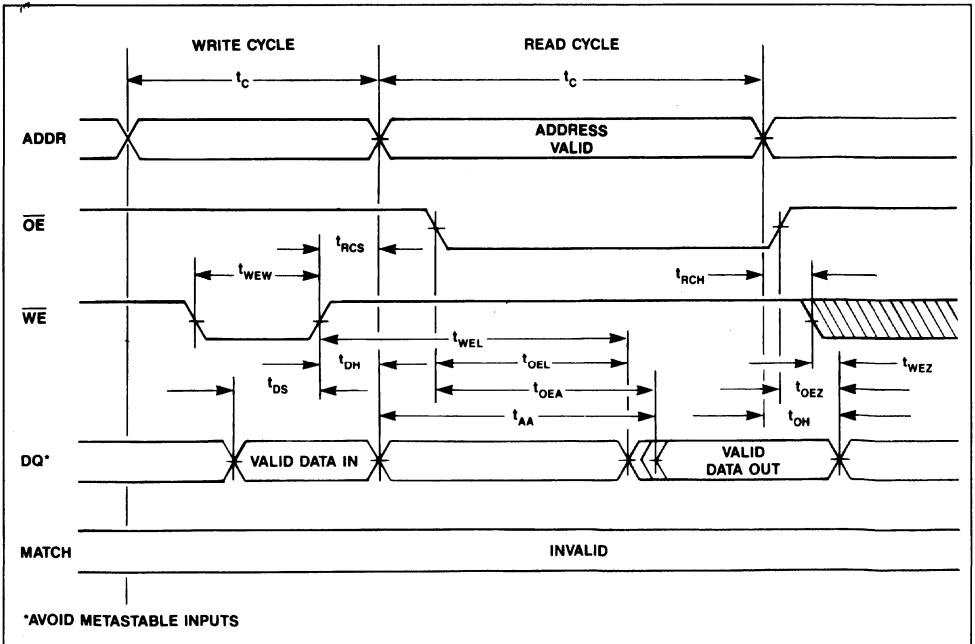 WRITE CYCLE
READ CYCLE
tC
tC
ADDR
ADDRESS
VALID
OE
tRCS
tWEW
tRCH
WE
tWEL
tDH
tOEL
tWEZ
tDS
tOEA
tOEZ
tAA
tOH
DQ*
VALID DATA IN
VALID
DATA OUT
MATCH
INVALID
*AVOID METASTABLE INPUTS